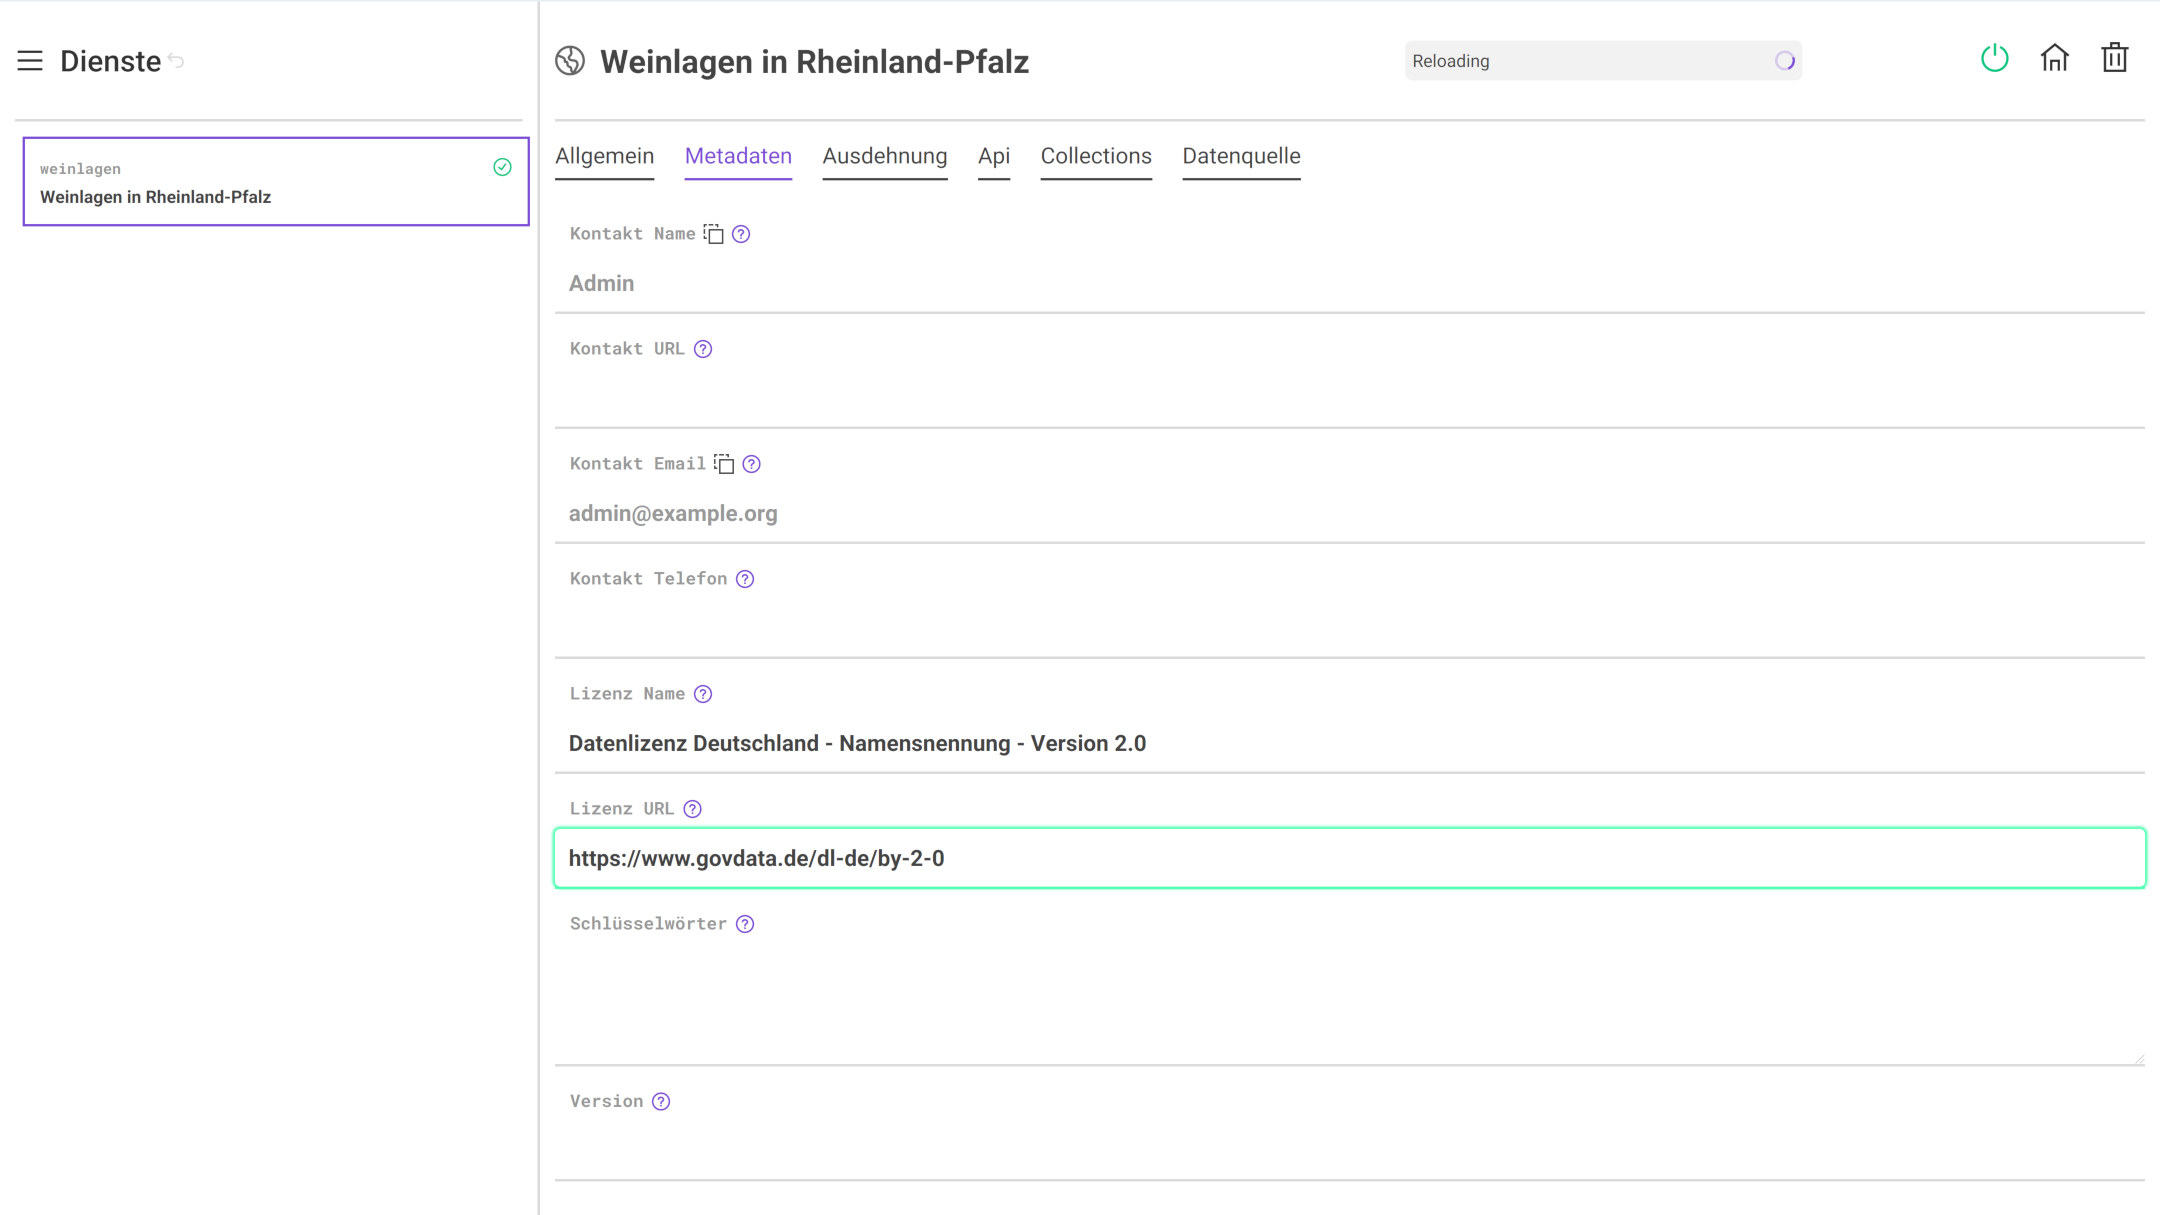 Dienste
weinlagen
Weinlagen in Rheinland-Pfalz
Weinlagen in Rheinland-Pfalz
Reloading
Allgemein Metadaten Ausdehnung Api Collections Datenquelle
Kontakt Name
Admin
Kontakt URL
Kontakt Email
admin@example.org
Kontakt Telefon
Lizenz Name
Datenlizenz Deutschland - Namensnennung - Version 2.0
Lizenz URL
https://www.govdata.de/dl-de/by-2-0
Schlüsselwörter
Version